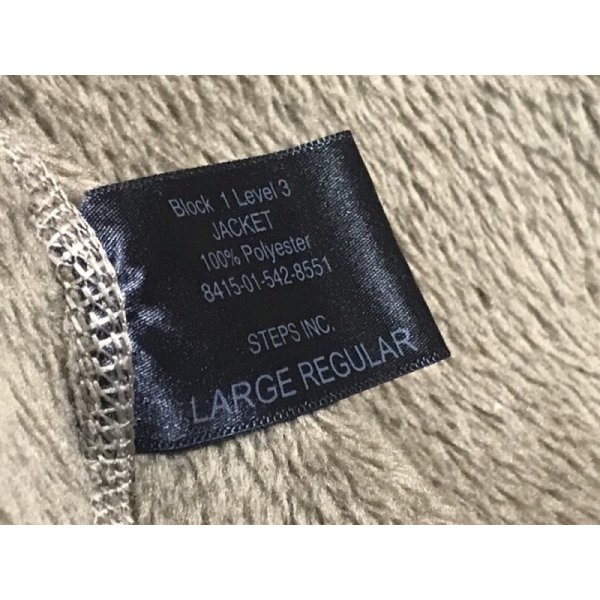 Block 1 Level 3
JACKET
100% Polyester
8415-01-542-8551
STEPS INC.
LARGE REGULAR